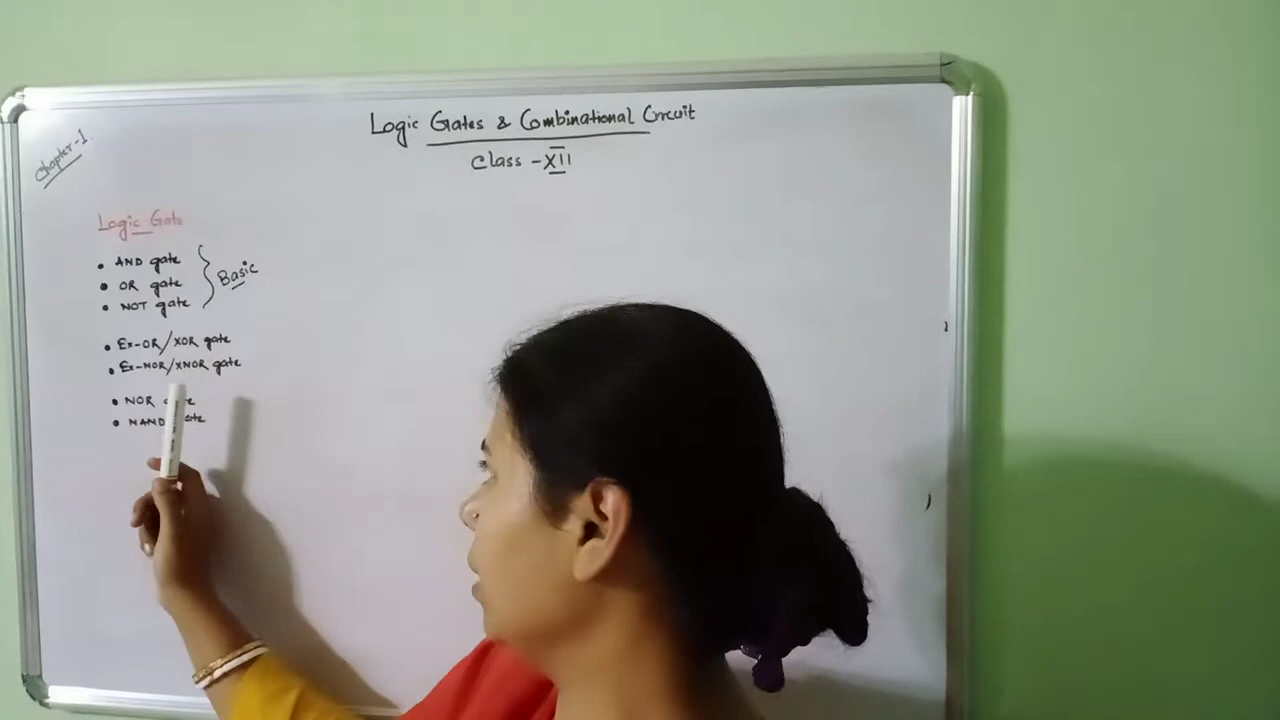 Logic Gates & Combinational Circuit
Class - XII
Chapter-1
Logic Gate
• AND gate
• OR gate
• NOT gate
Basic
• Ex-OR/XOR gate
• Ex-NOR/XNOR gate
• NOR
• NAND